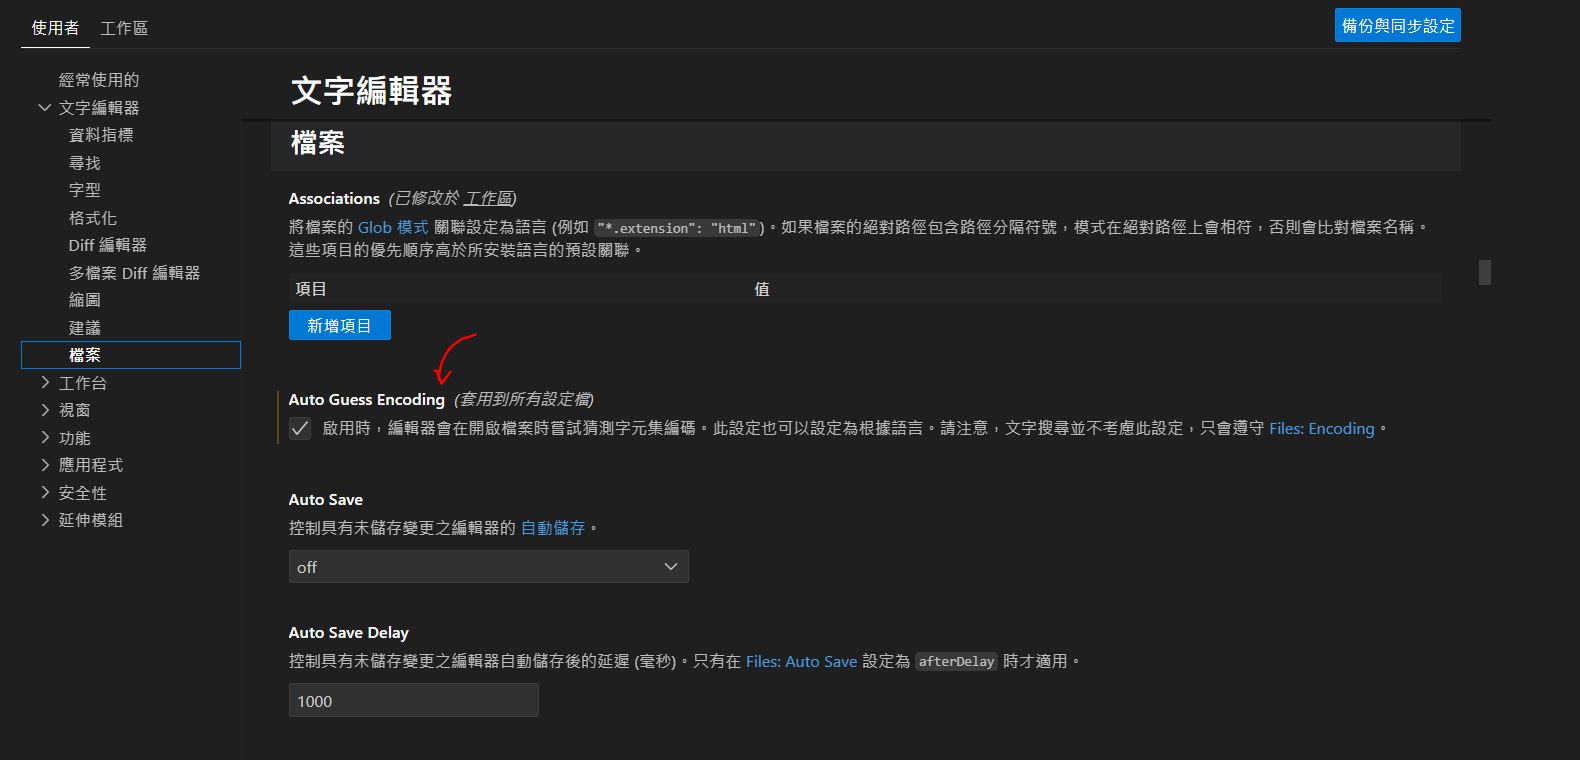 使用者 工作區 備份與同步設定
經常使用的
文字編輯器
資料指標
尋找
字型
格式化
Diff 編輯器
多檔案 Diff 編輯器
縮圖
建議
檔案
工作台
視窗
功能
應用程式
安全性
延伸模組
文字編輯器
檔案
Associations (已修改於 工作區)
將檔案的 Glob 模式 關聯設定為語言 (例如 "*.extension": "html")。如果檔案的絕對路徑包含路徑分隔符號，模式在絕對路徑上會相符，否則會比對檔案名稱。
這些項目的優先順序高於所安裝語言的預設關聯。
項目 值
新增項目
Auto Guess Encoding (套用到所有設定檔)
啟用時，編輯器會在開啟檔案時嘗試猜測字元集編碼。此設定也可以設定為根據語言。請注意，文字搜尋並不考慮此設定，只會遵守 Files: Encoding。
Auto Save
控制具有未儲存變更之編輯器的 自動儲存。
off
Auto Save Delay
控制具有未儲存變更之編輯器自動儲存後的延遲 (毫秒)。只有在 Files: Auto Save 設定為 afterDelay 時才適用。
1000